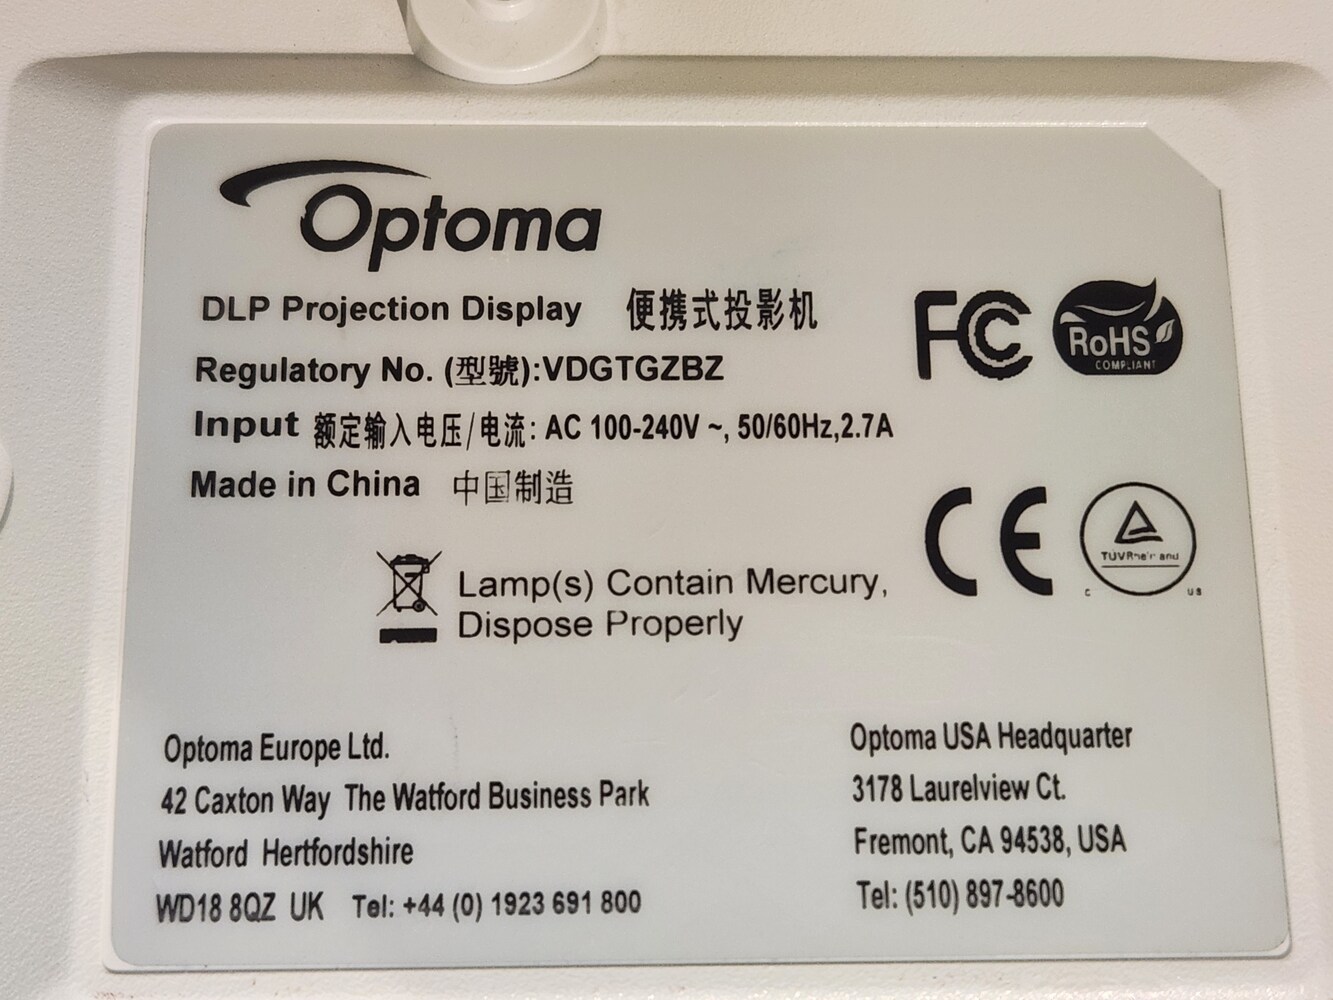 Optoma
DLP Projection Display 便携式投影机
Regulatory No. (型號):VDGTGZBZ
Input 额定输入电压/电流: AC 100-240V ~, 50/60Hz,2.7A
Made in China 中国制造
FC
RoHS
COMPLIANT
CE
TÜVRheinland
C US
Lamp(s) Contain Mercury,
Dispose Properly
Optoma Europe Ltd.
42 Caxton Way The Watford Business Park
Watford Hertfordshire
WD18 8QZ UK Tel: +44 (0) 1923 691 800
Optoma USA Headquarter
3178 Laurelview Ct.
Fremont, CA 94538, USA
Tel: (510) 897-8600